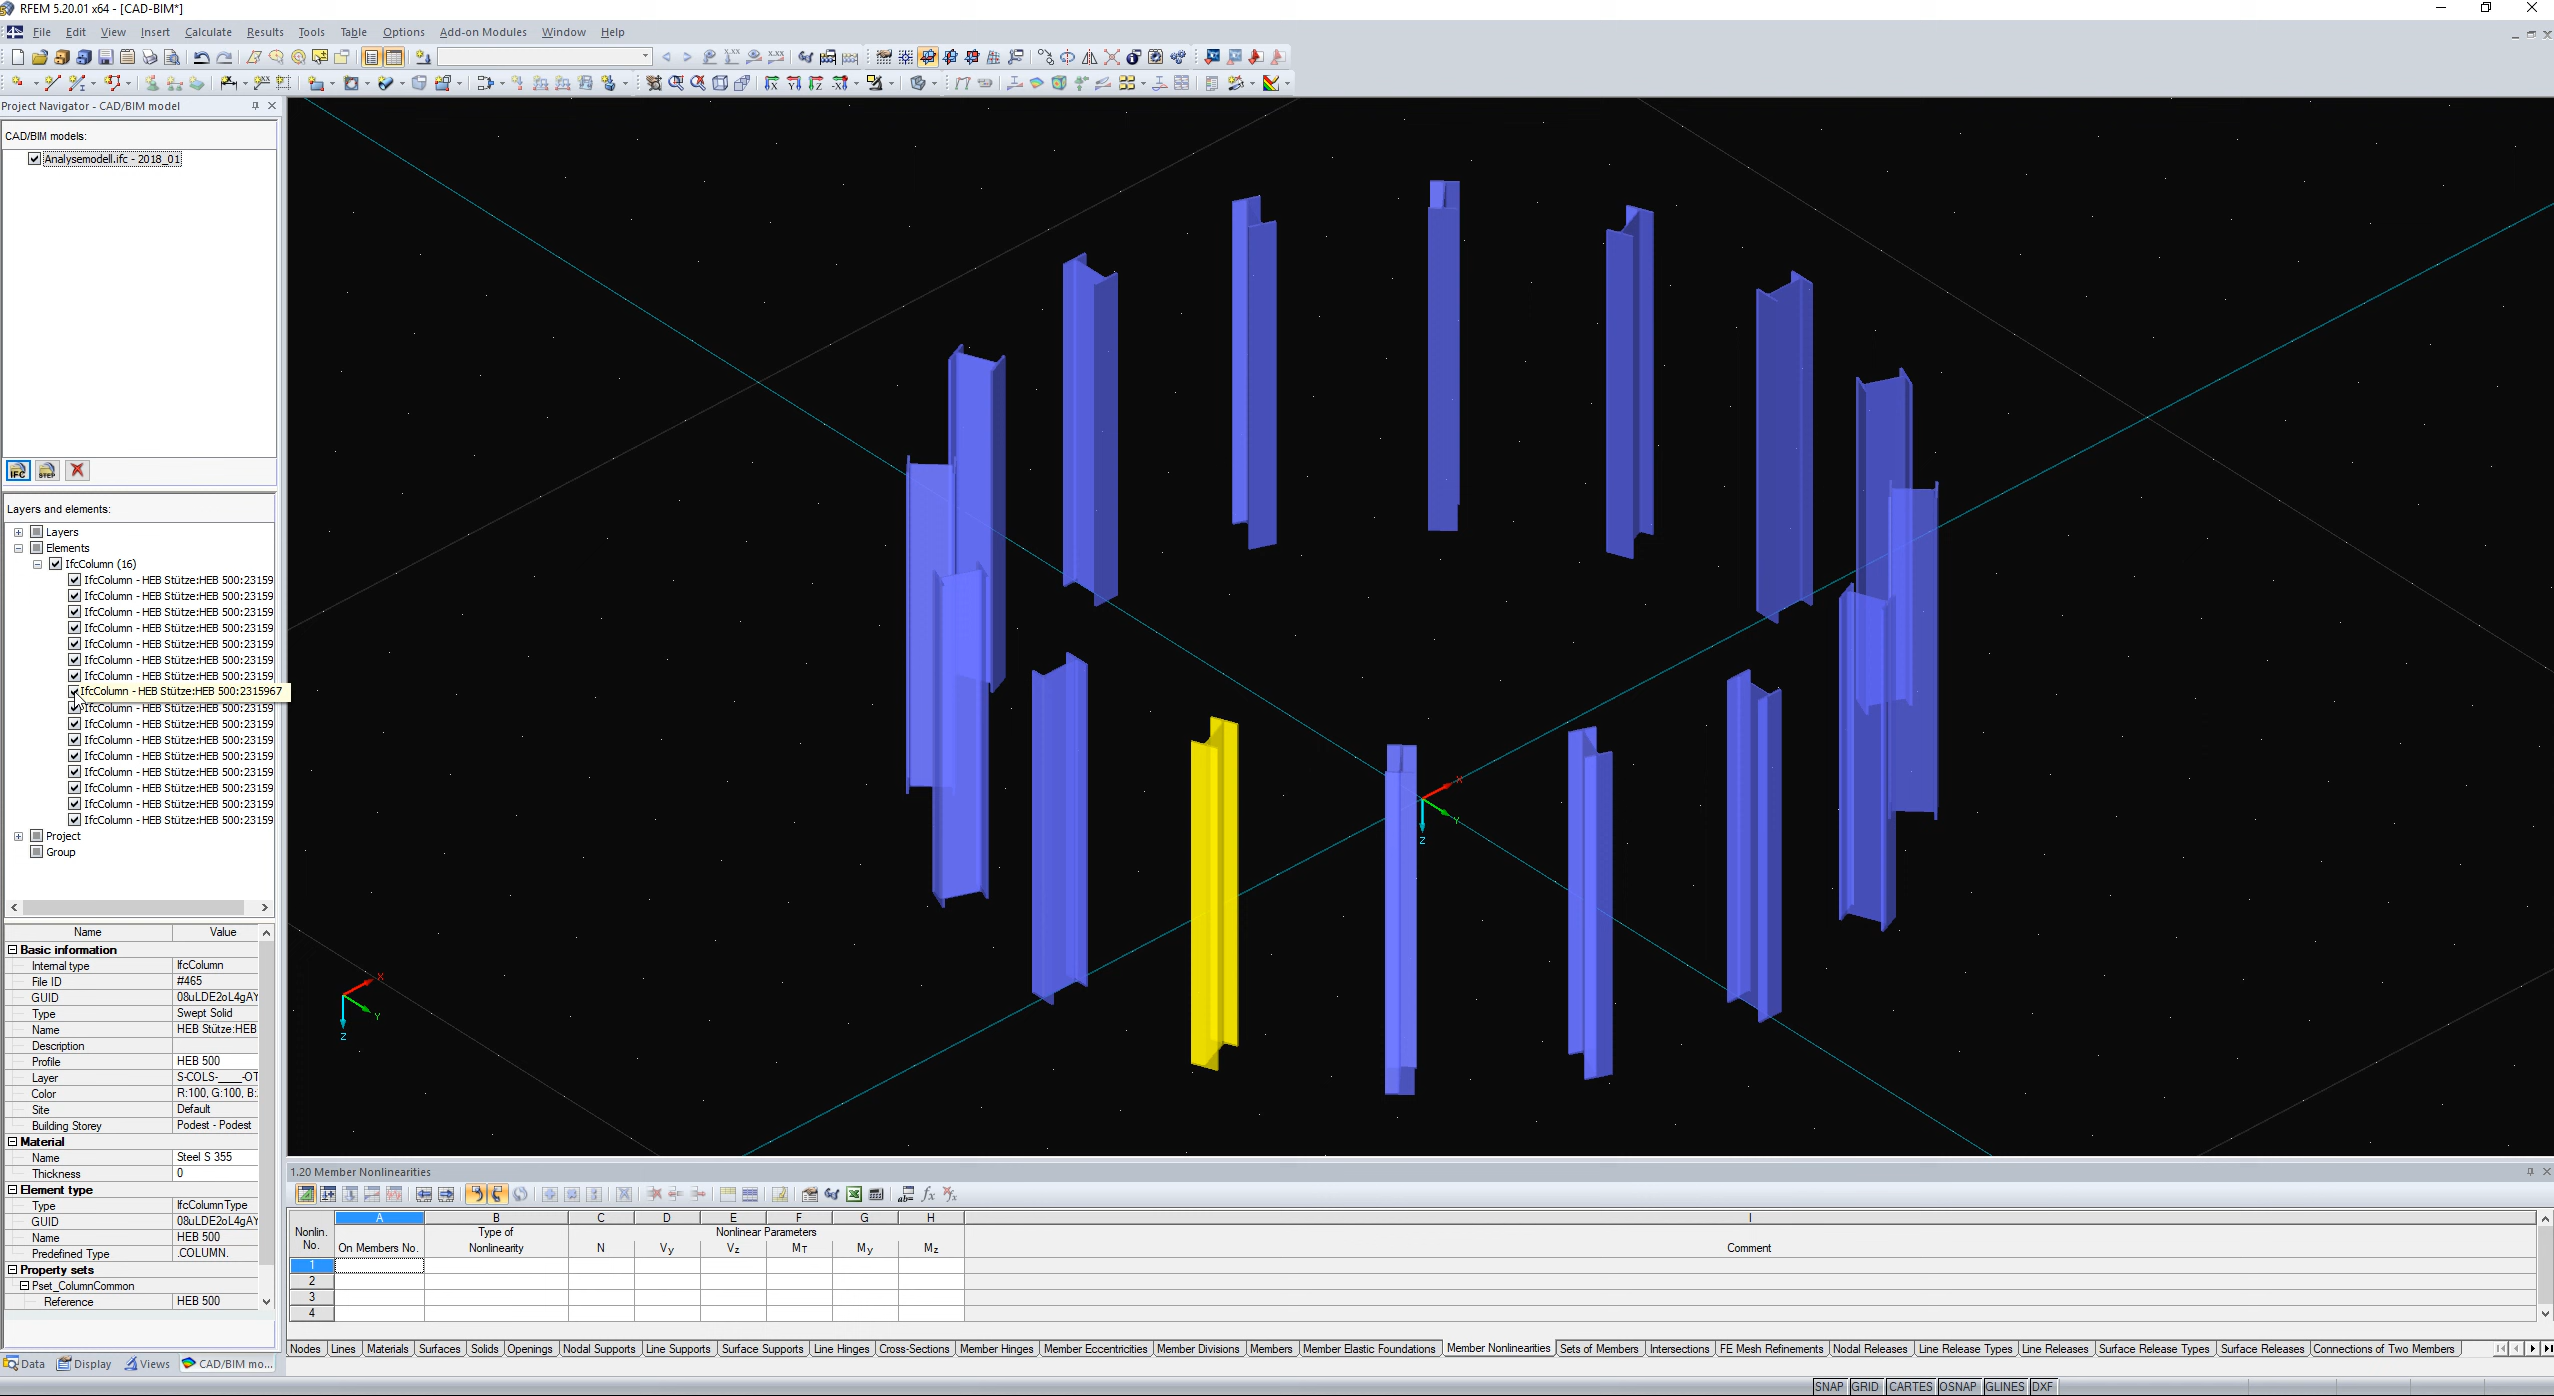 RFEM 5.20.01 x64 - [CAD-BIM*]
File Edit View Insert Calculate Results Tools Table Options Add-on Modules Window Help
Project Navigator - CAD/BIM model
CAD/BIM models:
Analysemodell.ifc - 2018_01
IFC STEP
Layers and elements:
Layers
Elements
IfcColumn (16)
IfcColumn - HEB Stütze:HEB 500:23159
IfcColumn - HEB Stütze:HEB 500:23159
IfcColumn - HEB Stütze:HEB 500:23159
IfcColumn - HEB Stütze:HEB 500:23159
IfcColumn - HEB Stütze:HEB 500:23159
IfcColumn - HEB Stütze:HEB 500:23159
IfcColumn - HEB Stütze:HEB 500:23159
IfcColumn - HEB Stütze:HEB 500:2315967
IfcColumn - HEB Stütze:HEB 500:23159
IfcColumn - HEB Stütze:HEB 500:23159
IfcColumn - HEB Stütze:HEB 500:23159
IfcColumn - HEB Stütze:HEB 500:23159
IfcColumn - HEB Stütze:HEB 500:23159
IfcColumn - HEB Stütze:HEB 500:23159
IfcColumn - HEB Stütze:HEB 500:23159
IfcColumn - HEB Stütze:HEB 500:23159
Project
Group
Name Value
Basic information
Internal type IfcColumn
File ID #465
GUID 08uLDE2oL4gAY
Type Swept Solid
Name HEB Stütze:HEB
Description
Profile HEB 500
Layer S-COLS-____-OT
Color R:100, G:100, B:
Site Default
Building Storey Podest - Podest
Material
Name Steel S 355
Thickness 0
Element type
Type IfcColumnType
GUID 08uLDE2oL4gAY
Name HEB 500
Predefined Type .COLUMN.
Property sets
Pset_ColumnCommon
Reference HEB 500
Data Display Views CAD/BIM mo...
X
Y
Z
X
Y
Z
1.20 Member Nonlinearities
A B C D E F G H I
Nonlin. Type of Nonlinear Parameters
No. On Members No. Nonlinearity N Vy Vz MT My Mz Comment
1
2
3
4
Nodes Lines Materials Surfaces Solids Openings Nodal Supports Line Supports Surface Supports Line Hinges Cross-Sections Member Hinges Member Eccentricities Member Divisions Members Member Elastic Foundations Member Nonlinearities Sets of Members Intersections FE Mesh Refinements Nodal Releases Line Release Types Line Releases Surface Release Types Surface Releases Connections of Two Members
SNAP GRID CARTES OSNAP GLINES DXF